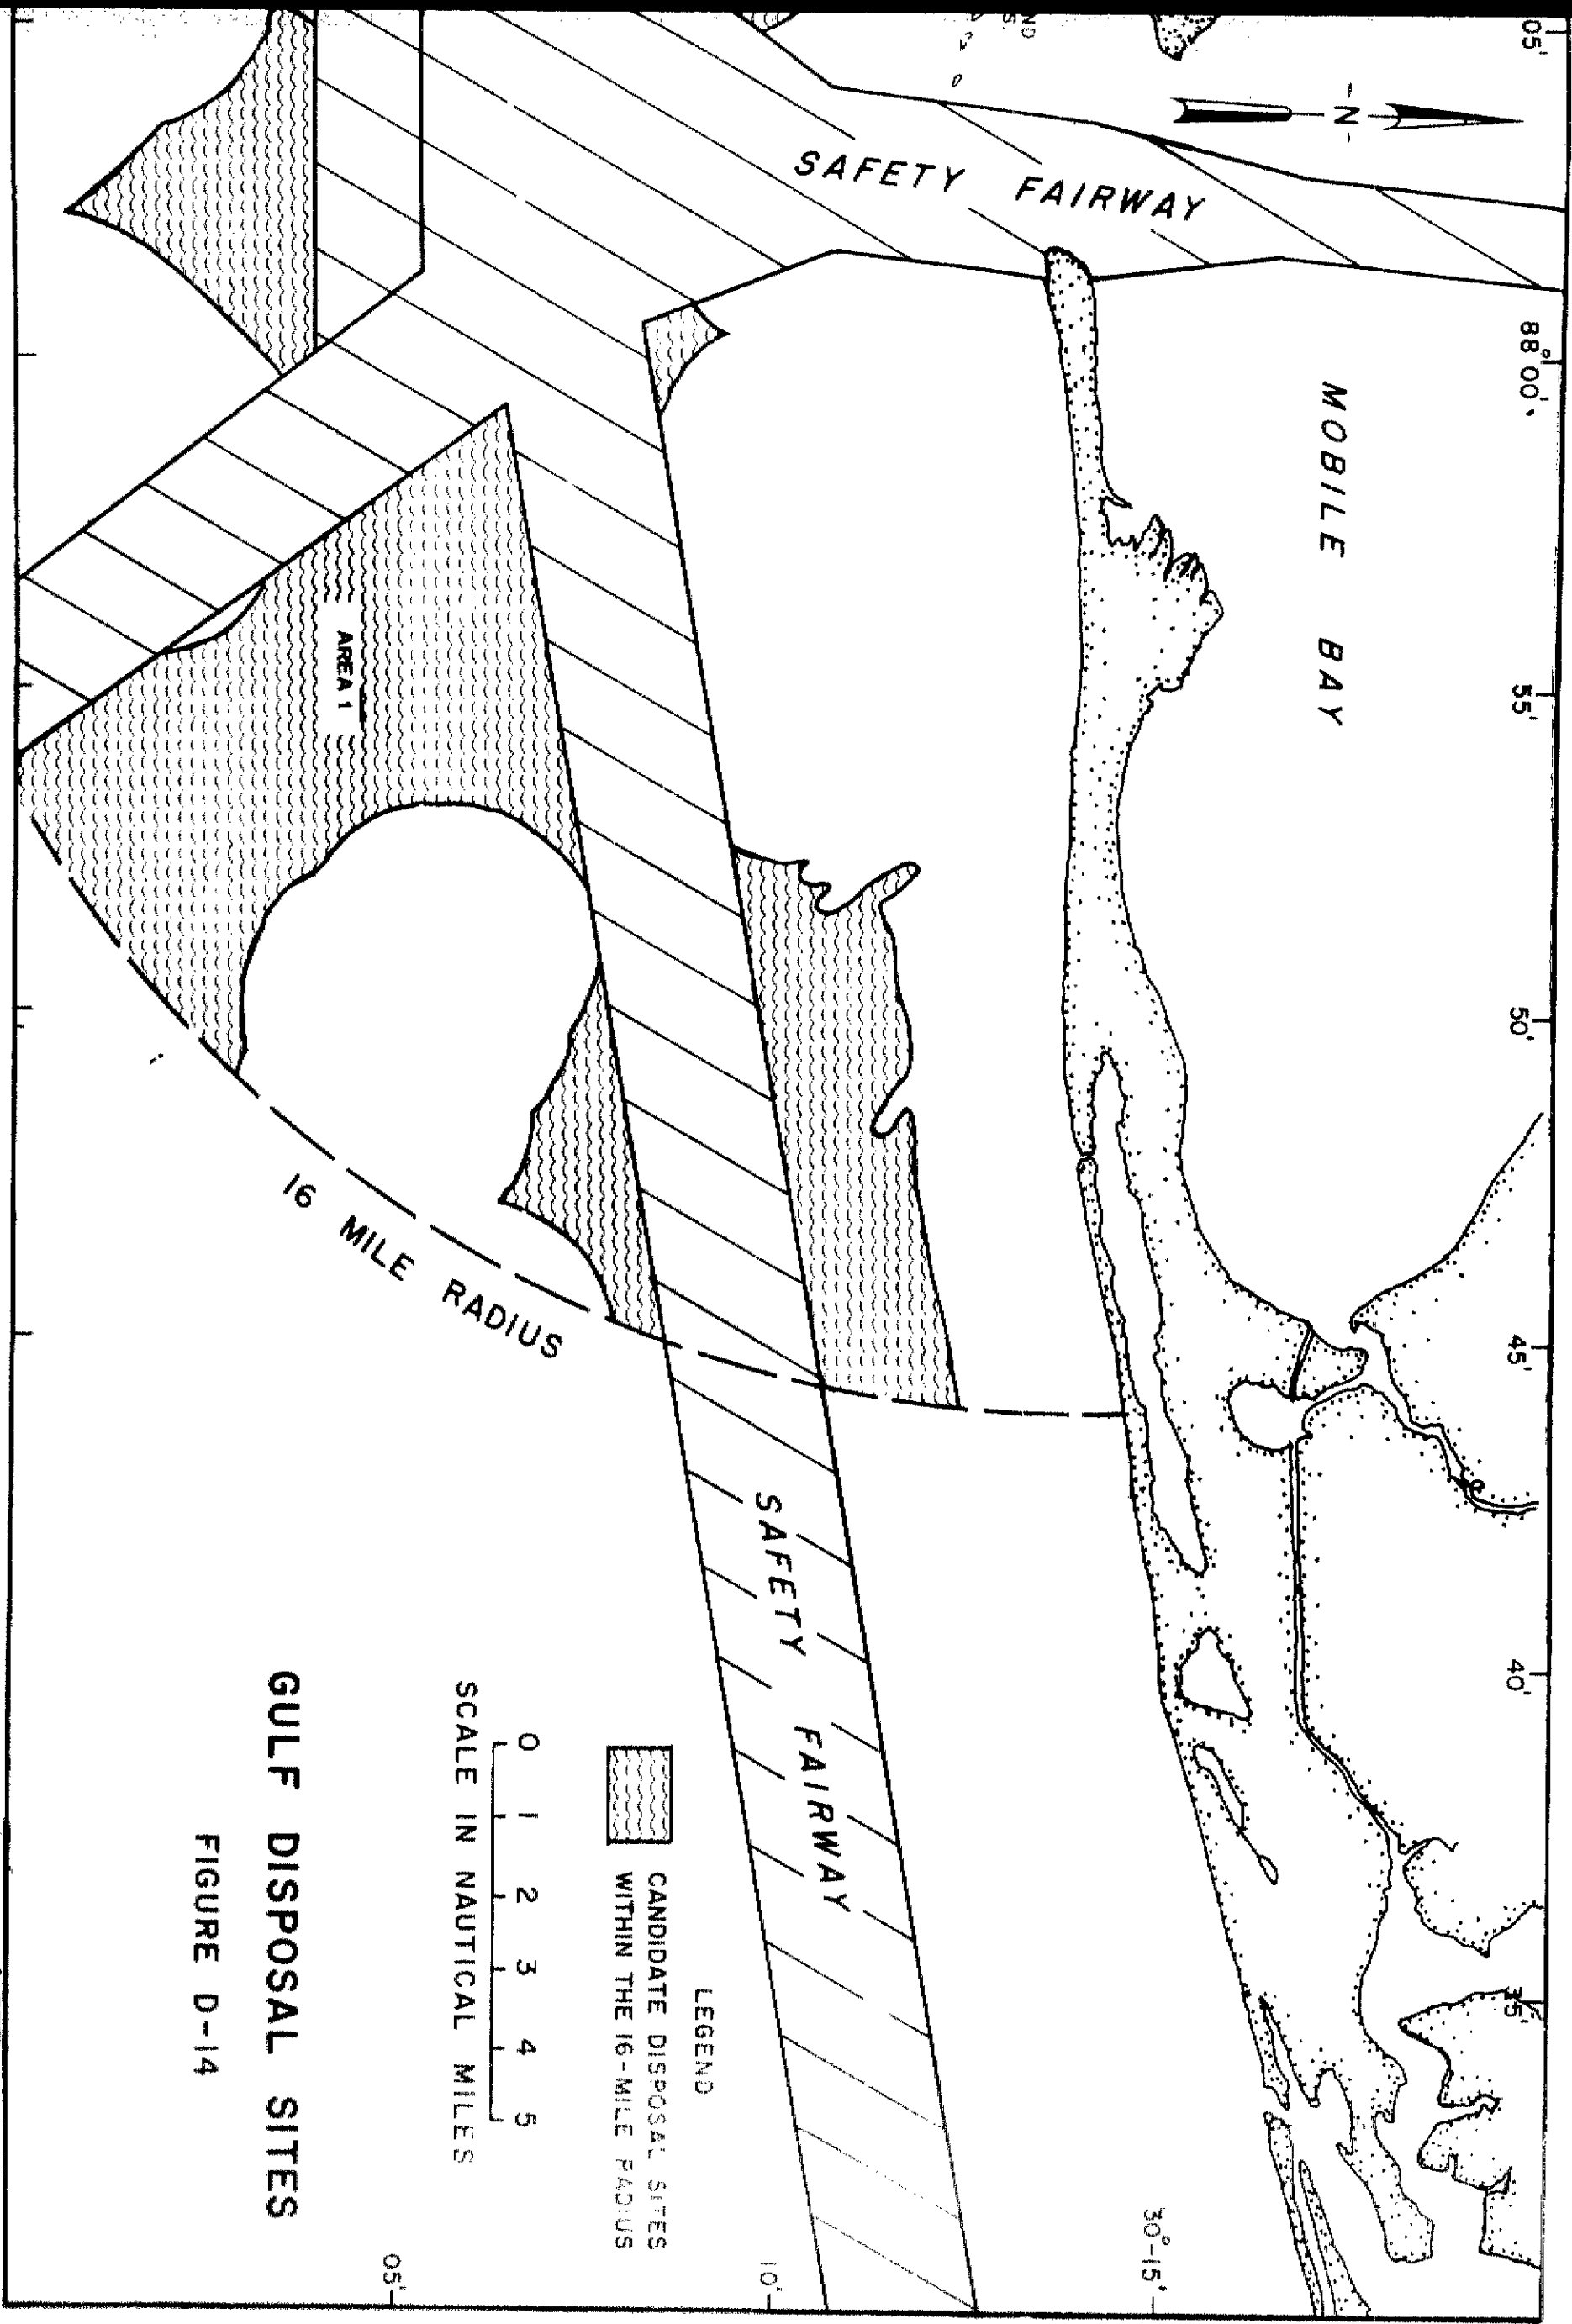 05'
88°00'
55'
50'
45'
40'
35'
- N -
MOBILE BAY
SAFETY FAIRWAY
30°-15'
10'
05'
AREA 1
16 MILE RADIUS
SAFETY FAIRWAY
LEGEND
CANDIDATE DISPOSAL SITES
WITHIN THE 16-MILE RADIUS
0 1 2 3 4 5
SCALE IN NAUTICAL MILES
GULF DISPOSAL SITES
FIGURE D-14